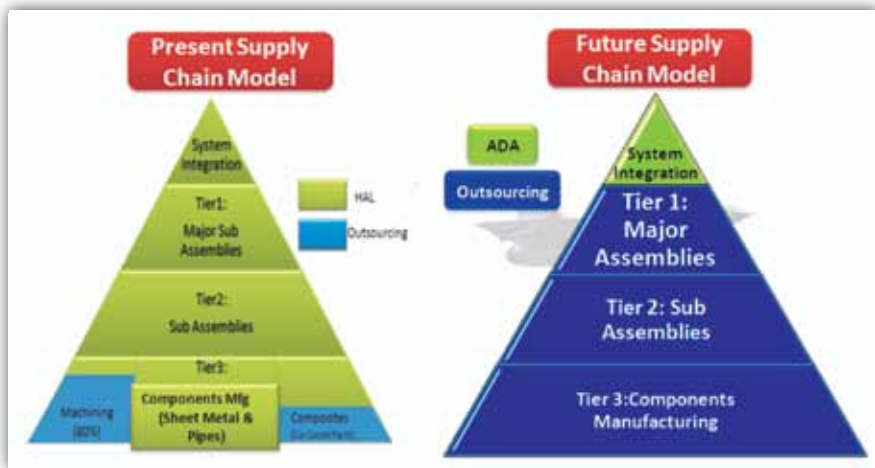 Present Supply
Chain Model
System
Integration
Tier1:
Major Sub
Assemblies
Tier2:
Sub Assemblies
Tier3:
Components Mfg
(Sheet Metal &
Pipes)
Machining
(80%)
Composites
HAL
Outsourcing
Future Supply
Chain Model
ADA
Outsourcing
System
Integration
Tier 1:
Major
Assemblies
Tier 2: Sub
Assemblies
Tier 3:Components
Manufacturing